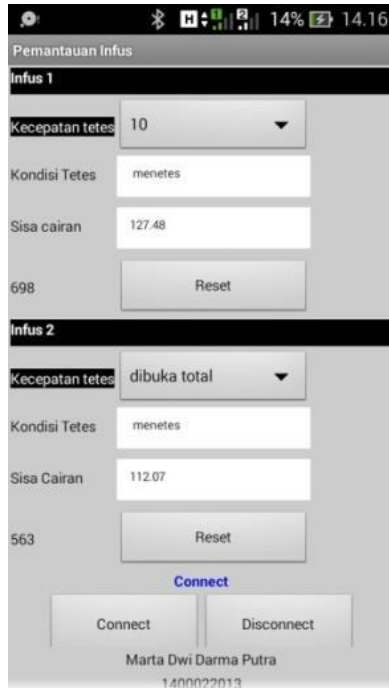 H 1 2 14% 14.16
Pemantauan Infus
Infus 1
Kecepatan tetes 10
Kondisi Tetes menetes
Sisa cairan 127.48
698 Reset
Infus 2
Kecepatan tetes dibuka total
Kondisi Tetes menetes
Sisa Cairan 112.07
563 Reset
Connect
Connect Disconnect
Marta Dwi Darma Putra
1400022013